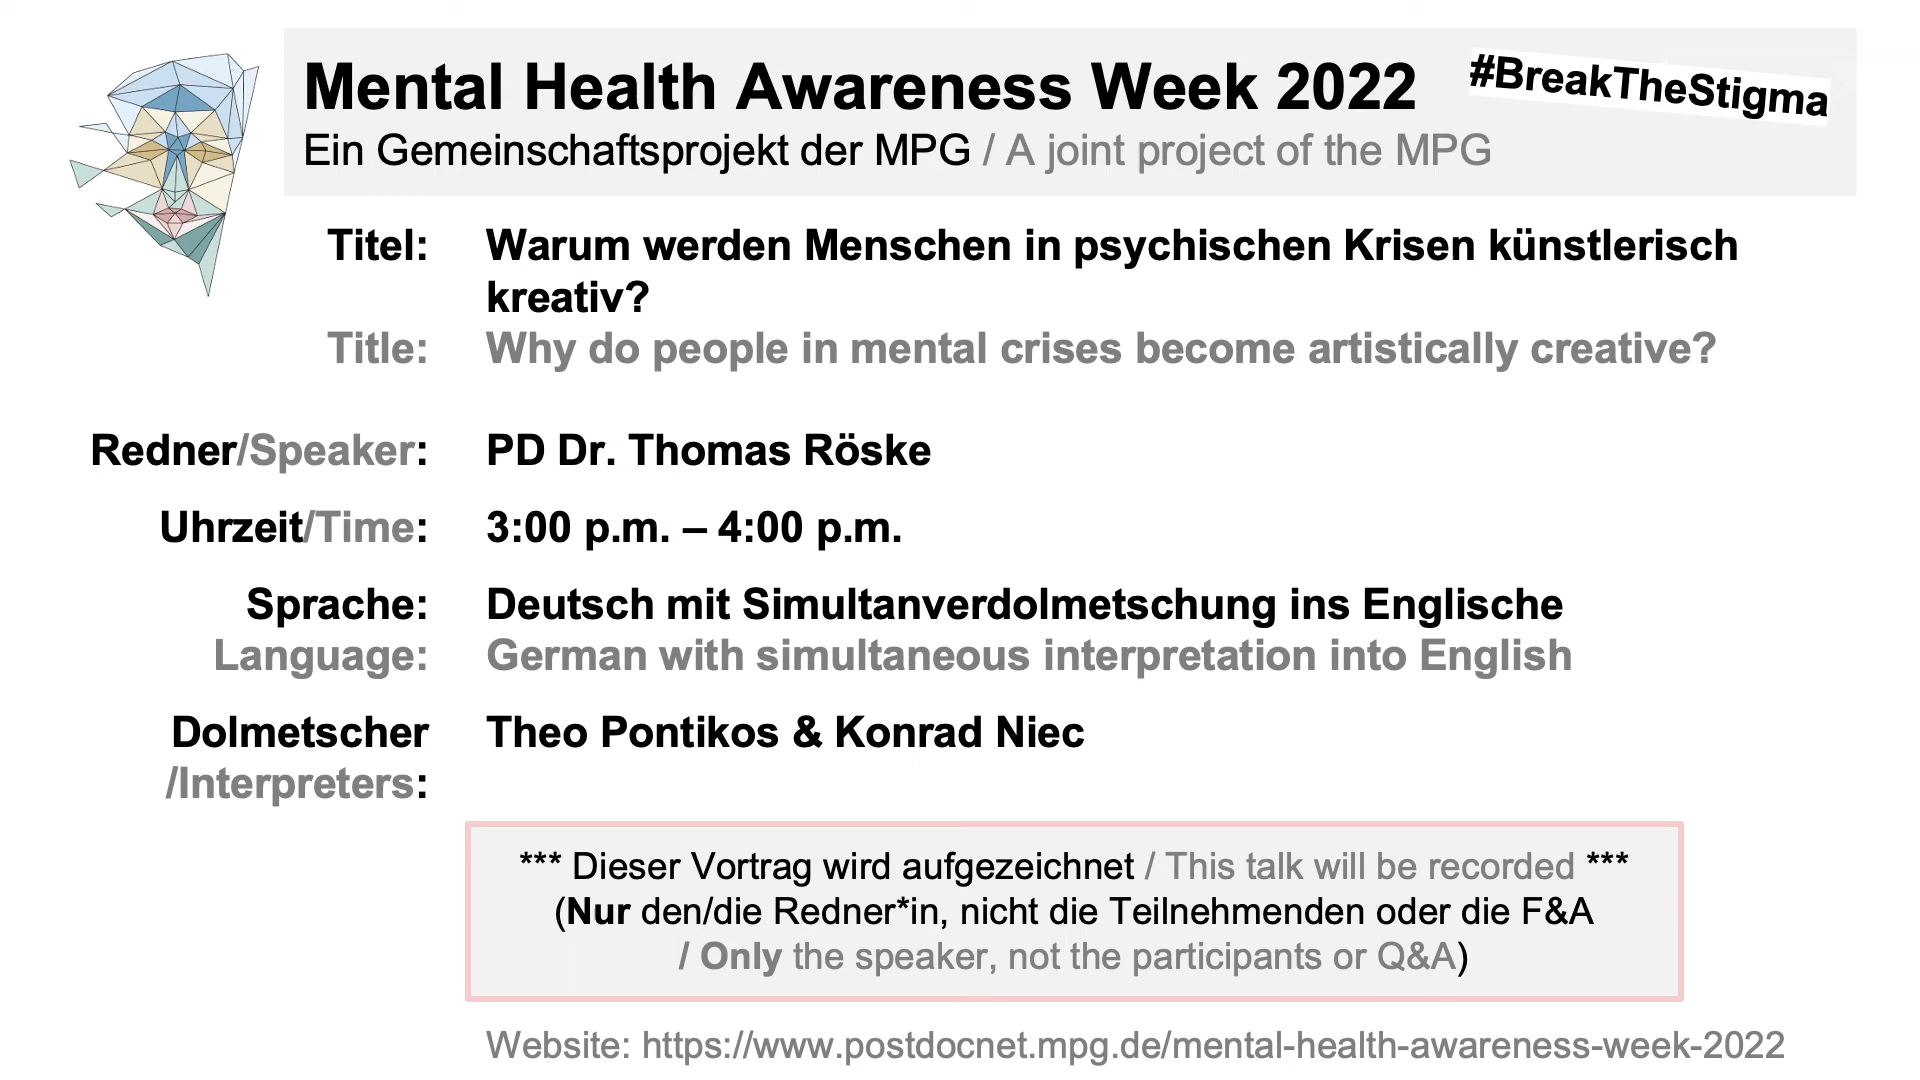 Mental Health Awareness Week 2022
#BreakTheStigma
Ein Gemeinschaftsprojekt der MPG / A joint project of the MPG
Titel: Warum werden Menschen in psychischen Krisen künstlerisch
kreativ?
Title: Why do people in mental crises become artistically creative?
Redner/Speaker: PD Dr. Thomas Röske
Uhrzeit/Time: 3:00 p.m. – 4:00 p.m.
Sprache: Deutsch mit Simultanverdolmetschung ins Englische
Language: German with simultaneous interpretation into English
Dolmetscher Theo Pontikos & Konrad Niec
/Interpreters:
*** Dieser Vortrag wird aufgezeichnet / This talk will be recorded ***
(Nur den/die Redner*in, nicht die Teilnehmenden oder die F&A
/ Only the speaker, not the participants or Q&A)
Website: https://www.postdocnet.mpg.de/mental-health-awareness-week-2022